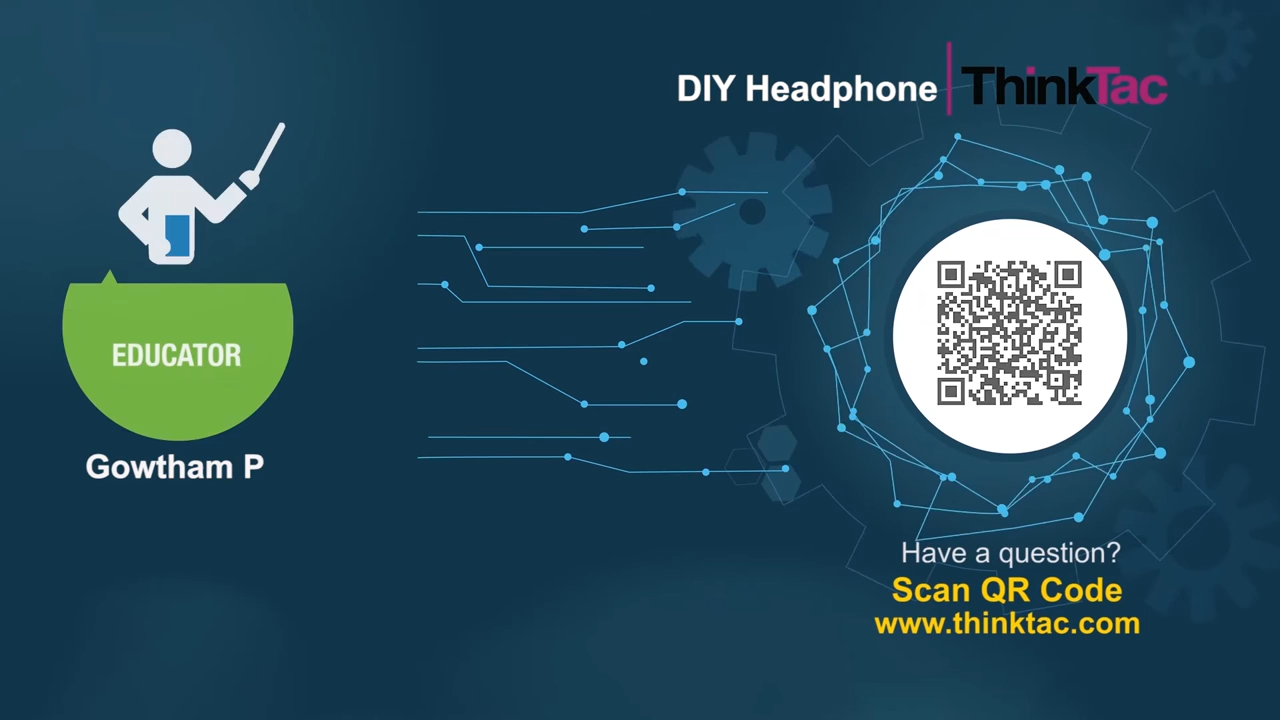 DIY Headphone
ThinkTac
EDUCATOR
Gowtham P
Have a question?
Scan QR Code
www.thinktac.com